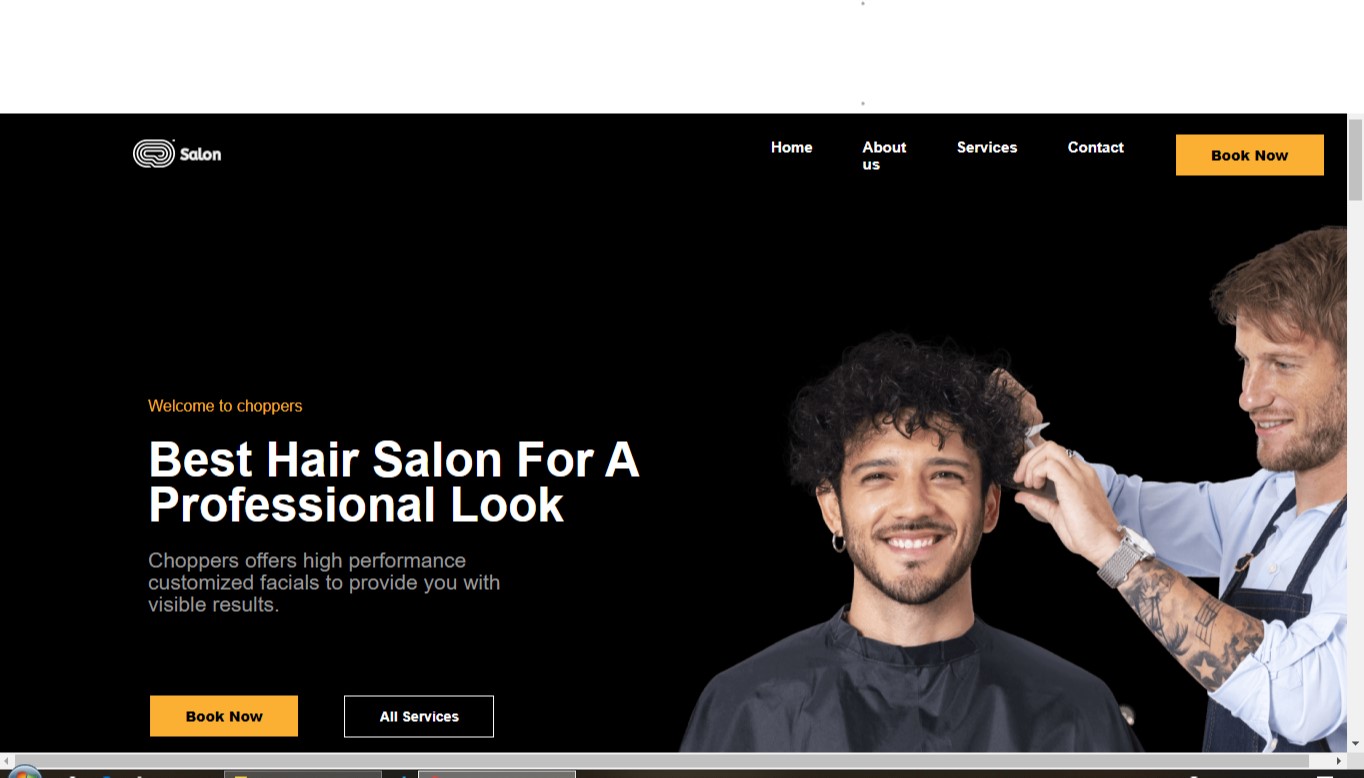 Salon
Home
About
us
Services
Contact
Book Now
Welcome to choppers
Best Hair Salon For A
Professional Look
Choppers offers high performance
customized facials to provide you with
visible results.
Book Now
All Services